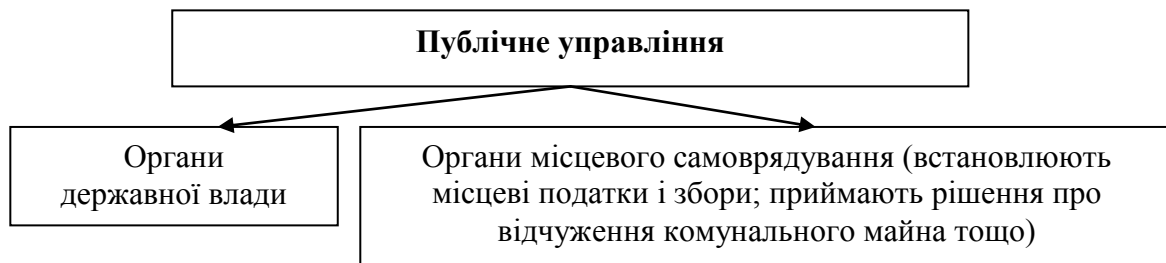 Публічне управління
Органи
державної влади
Органи місцевого самоврядування (встановлюють
місцеві податки і збори; приймають рішення про
відчуження комунального майна тощо)